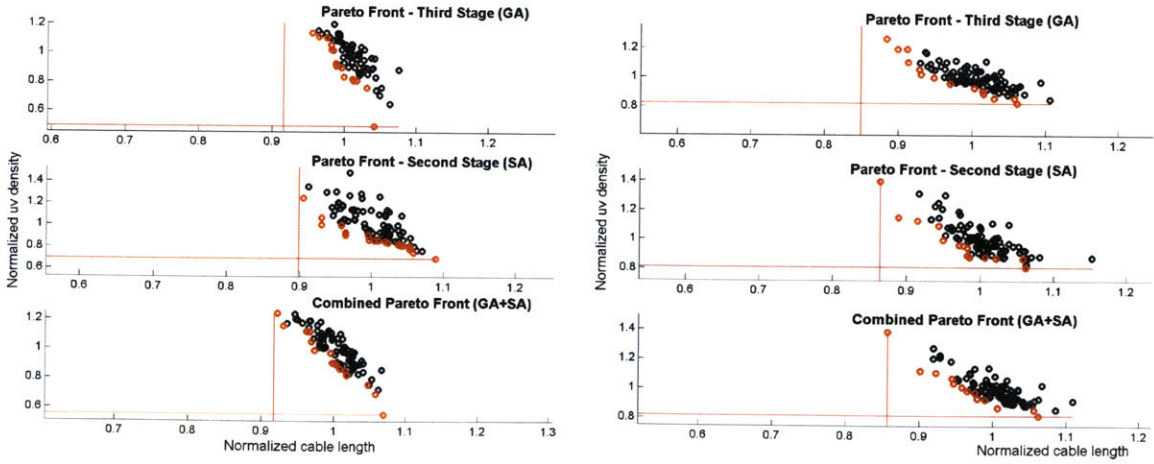 Pareto Front - Third Stage (GA)
1.2
1
0.8
0.6
0.6 0.7 0.8 0.9 1 1.1 1.2
Pareto Front - Second Stage (SA)
1.4
1.2
1
0.8
0.6
0.6 0.7 0.8 0.9 1 1.1 1.2
Normalized uv density
Combined Pareto Front (GA+SA)
1.2
1
0.8
0.6
0.7 0.8 0.9 1 1.1 1.2 1.3
Normalized cable length
Pareto Front - Third Stage (GA)
1.2
1
0.8
0.6 0.7 0.8 0.9 1 1.1 1.2
Pareto Front - Second Stage (SA)
1.4
1.2
1
0.8
0.6 0.7 0.8 0.9 1 1.1 1.2
Normalized uv density
Combined Pareto Front (GA+SA)
1.4
1.2
1
0.8
0.6 0.7 0.8 0.9 1 1.1 1.2
Normalized cable length